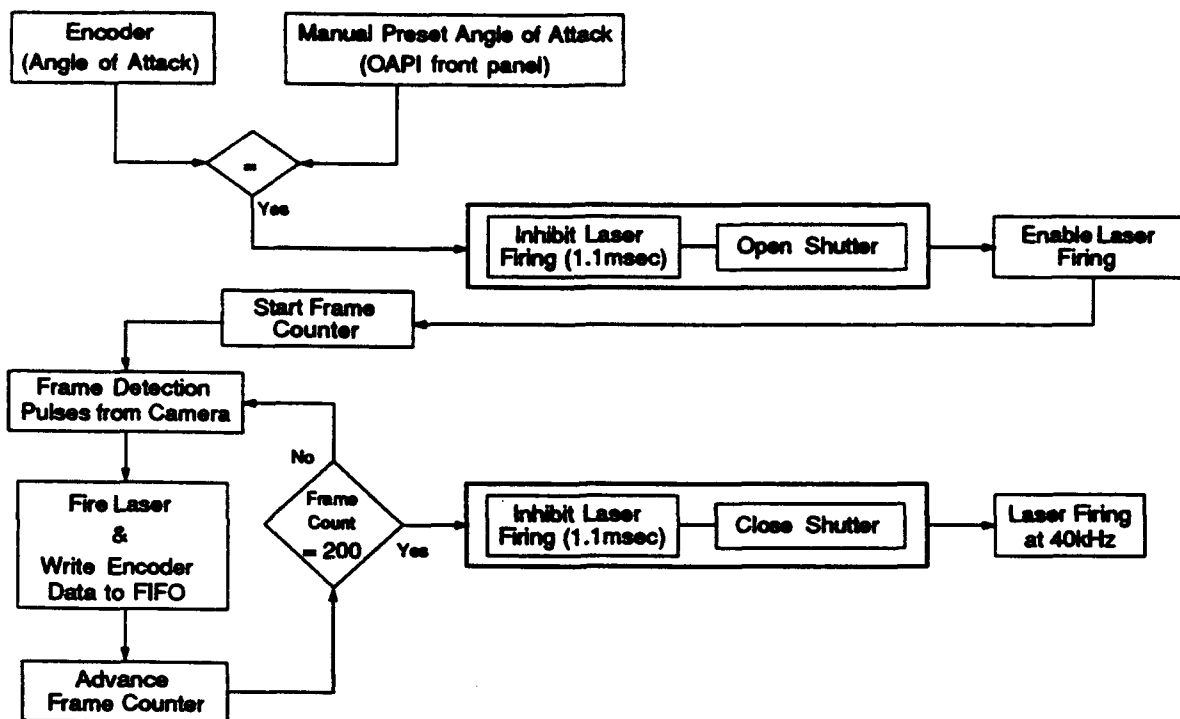 Encoder
(Angle of Attack)
Manual Preset Angle of Attack
(OAPI front panel)
=
Yes
Inhibit Laser
Firing (1.1msec)
Open Shutter
Enable Laser
Firing
Start Frame
Counter
Frame Detection
Pulses from Camera
No
Fire Laser
&
Write Encoder
Data to FIFO
Frame
Count
= 200
Yes
Inhibit Laser
Firing (1.1msec)
Close Shutter
Laser Firing
at 40kHz
Advance
Frame Counter